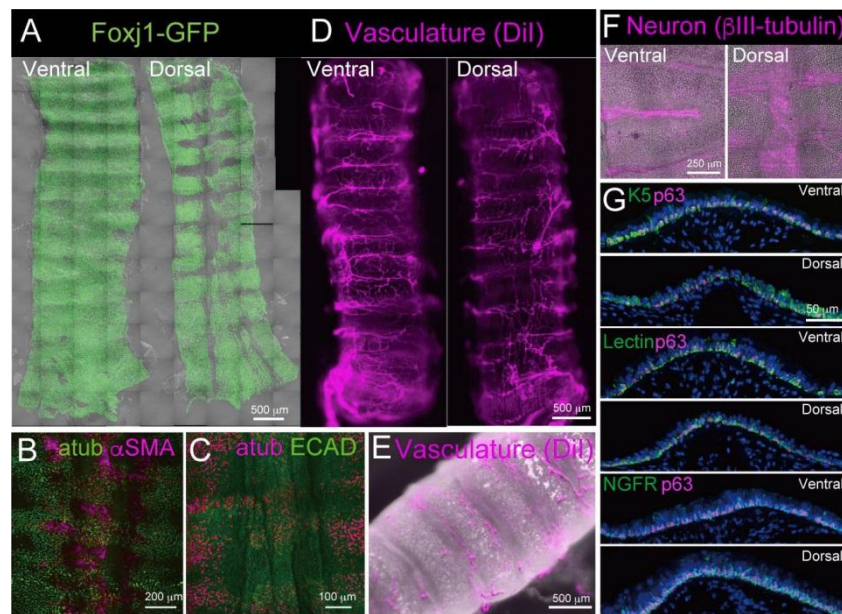 A Foxj1-GFP
Ventral Dorsal
500 μm
D Vasculature (DiI)
Ventral Dorsal
500 μm
F Neuron (βIII-tubulin)
Ventral Dorsal
250 μm
G K5 p63 Ventral
Dorsal
50 μm
Lectin p63 Ventral
Dorsal
NGFR p63 Ventral
Dorsal
B atub αSMA
200 μm
C atub ECAD
100 μm
E Vasculature (DiI)
500 μm